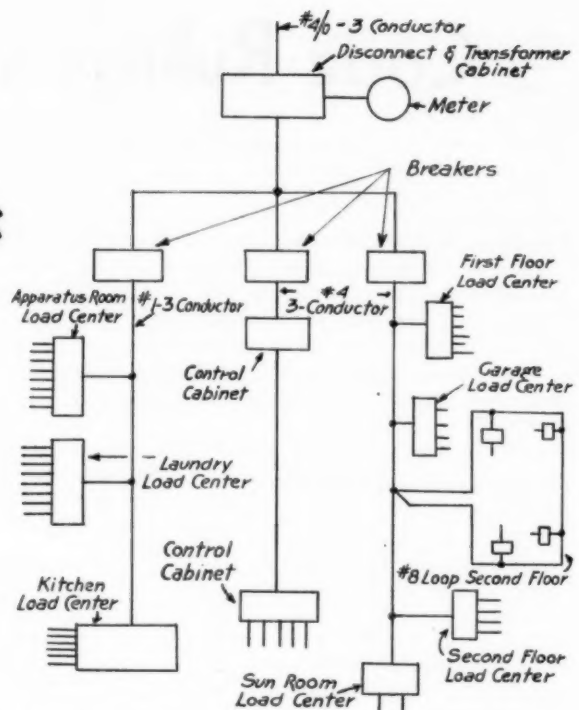 #4/0-3 Conductor
Disconnect & Transformer
Cabinet
Meter
Breakers
Apparatus Room
Load Center
#1-3 Conductor
#4
3-Conductor
First Floor
Load Center
Control
Cabinet
Garage
Load Center
Laundry
Load Center
Control
Cabinet
#8 Loop Second Floor
Kitchen
Load Center
Second Floor
Load Center
Sun Room
Load Center